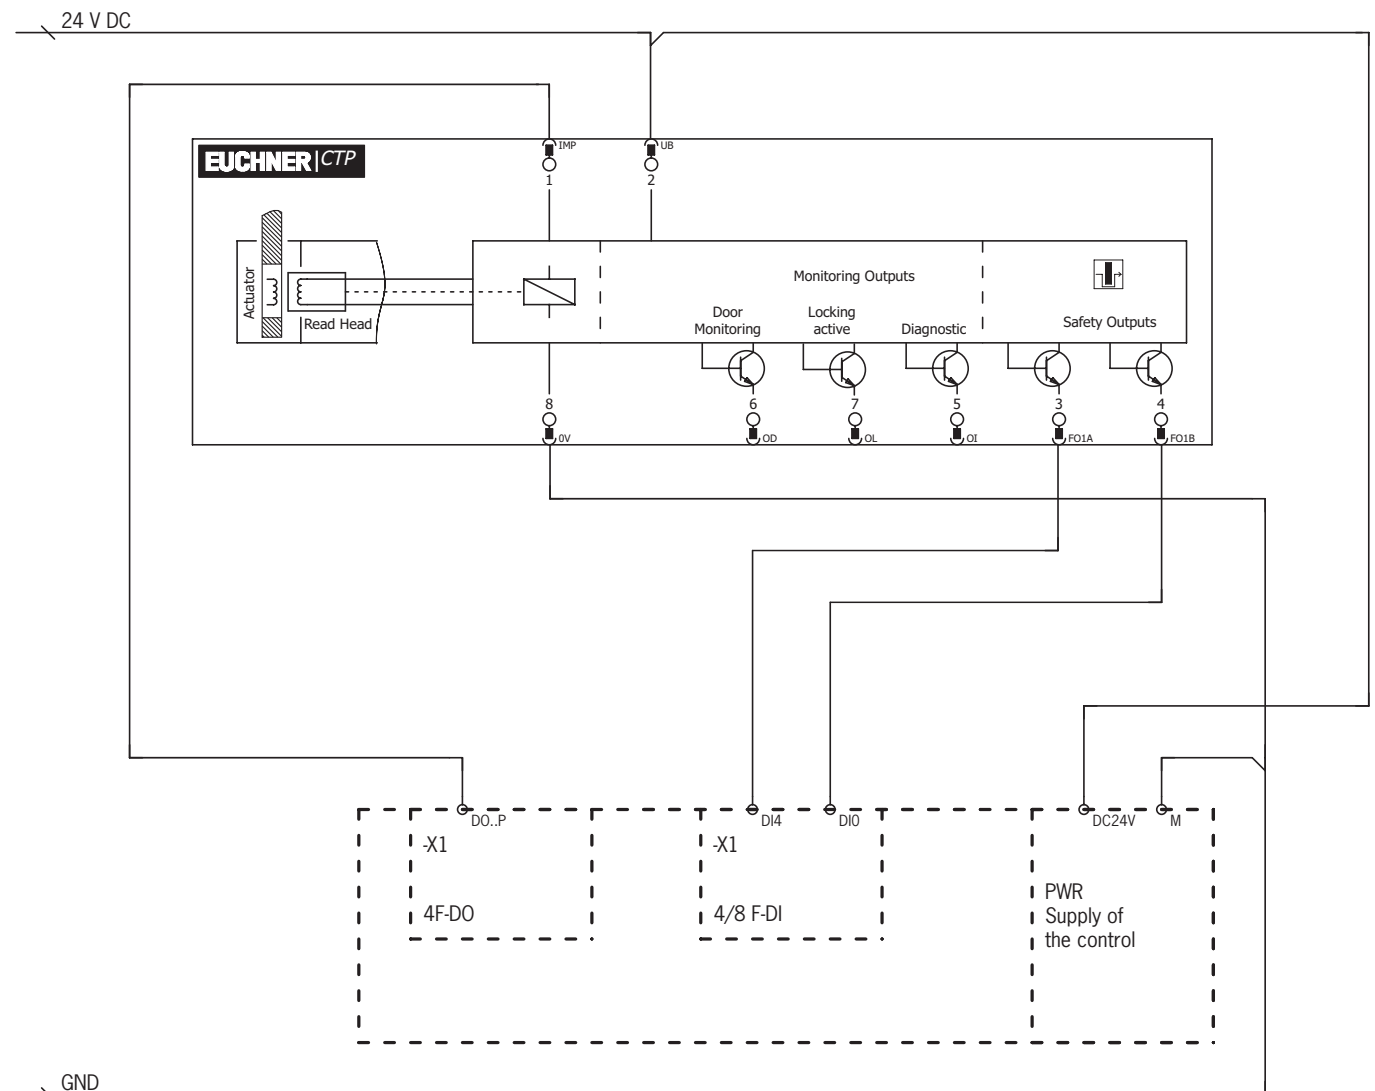 24 V DC
EUCHNER CTP
IMP
UB
1
2
Actuator
Read Head
Monitoring Outputs
Door
Monitoring
Locking
active
Diagnostic
Safety Outputs
8
6
7
5
3
4
0V
OD
OL
OI
FO1A
FO1B
DO..P
DI4
DI0
DC24V
M
-X1
4F-DO
-X1
4/8 F-DI
PWR
Supply of
the control
GND